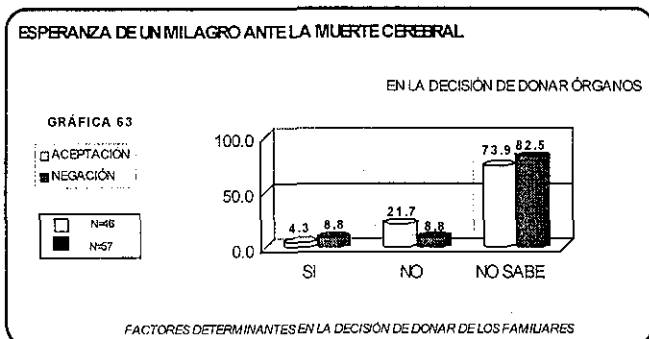 ESPERANZA DE UN MILAGRO ANTE LA MUERTE CEREBRAL
EN LA DECISIÓN DE DONAR ÓRGANOS
GRÁFICA 63
ACEPTACIÓN
NEGACIÓN
N=46
N=57
100.0
50.0
0.0
4.3 8.8 21.7 8.8 73.9 82.5
SI NO NO SABE
FACTORES DETERMINANTES EN LA DECISIÓN DE DONAR DE LOS FAMILIARES